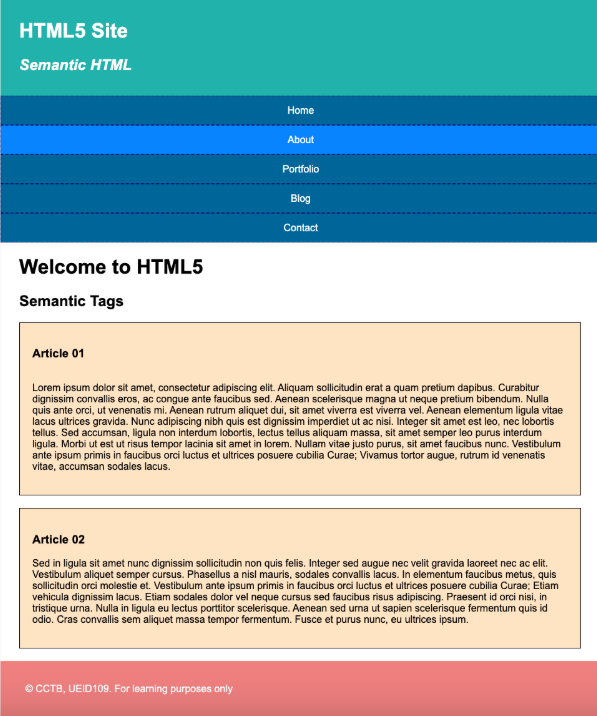 HTML5 Site
Semantic HTML
Home
About
Portfolio
Blog
Contact
Welcome to HTML5
Semantic Tags
Article 01
Lorem ipsum dolor sit amet, consectetur adipiscing elit. Aliquam sollicitudin erat a quam pretium dapibus. Curabitur
dignissim convallis eros, ac congue ante faucibus sed. Aenean scelerisque magna ut neque pretium bibendum. Nulla
quis ante orci, ut venenatis mi. Aenean rutrum aliquet dui, sit amet viverra est viverra vel. Aenean elementum ligula vitae
lacus ultrices gravida. Nunc adipiscing nibh quis est dignissim imperdiet ut ac nisi. Integer sit amet est leo, nec lobortis
tellus. Sed accumsan, ligula non interdum lobortis, lectus tellus aliquam massa, sit amet semper leo purus interdum
ligula. Morbi ut est ut risus tempor lacinia sit amet in lorem. Nullam vitae justo purus, sit amet faucibus nunc. Vestibulum
ante ipsum primis in faucibus orci luctus et ultrices posuere cubilia Curae; Vivamus tortor augue, rutrum id venenatis
vitae, accumsan sodales lacus.
Article 02
Sed in ligula sit amet nunc dignissim sollicitudin non quis felis. Integer sed augue nec velit gravida laoreet nec ac elit.
Vestibulum aliquet semper cursus. Phasellus a nisl mauris, sodales convallis lacus. In elementum faucibus metus, quis
sollicitudin orci molestie et. Vestibulum ante ipsum primis in faucibus orci luctus et ultrices posuere cubilia Curae; Etiam
vehicula dignissim lacus. Etiam sodales dolor vel neque cursus sed faucibus risus adipiscing. Praesent id orci nisi, in
tristique urna. Nulla in ligula eu lectus porttitor scelerisque. Aenean sed urna ut sapien scelerisque fermentum quis id
odio. Cras convallis sem aliquet massa tempor fermentum. Fusce et purus nunc, eu ultrices ipsum.
© CCTB, UEID109. For learning purposes only